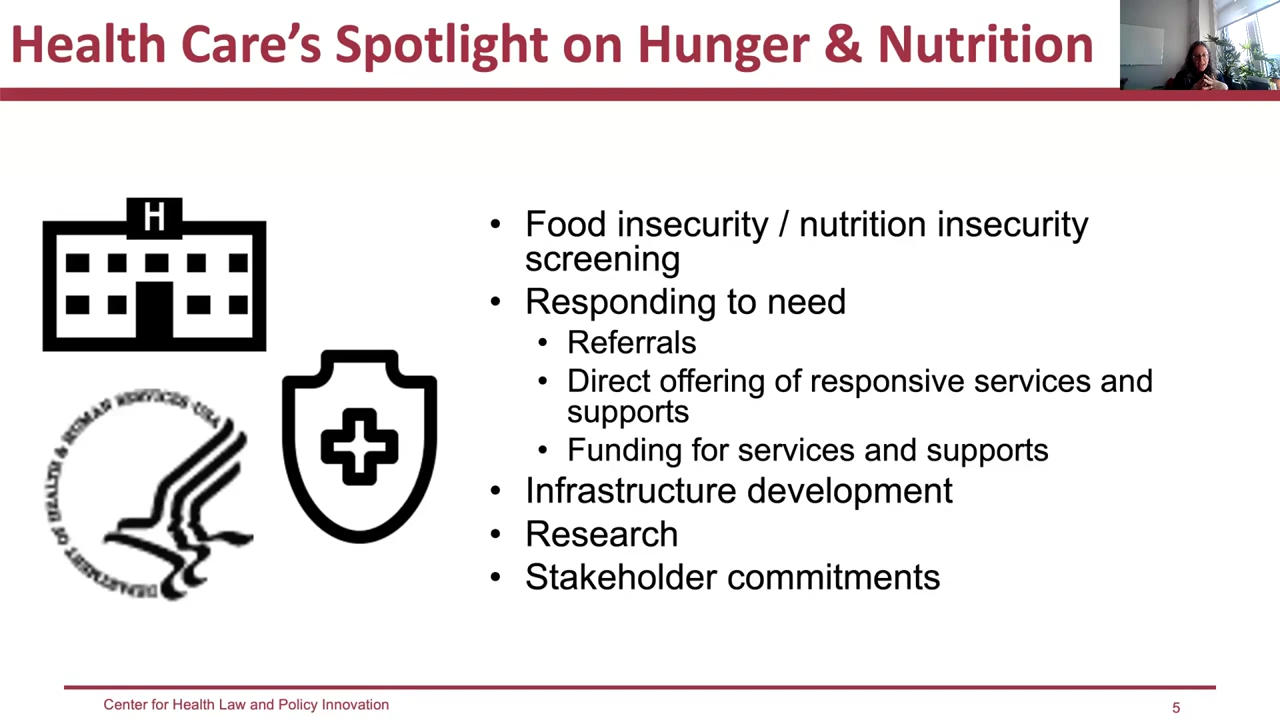 Health Care's Spotlight on Hunger & Nutrition
H
DEPARTMENT OF HEALTH & HUMAN SERVICES · USA
• Food insecurity / nutrition insecurity
screening
• Responding to need
• Referrals
• Direct offering of responsive services and
supports
• Funding for services and supports
• Infrastructure development
• Research
• Stakeholder commitments
Center for Health Law and Policy Innovation
5